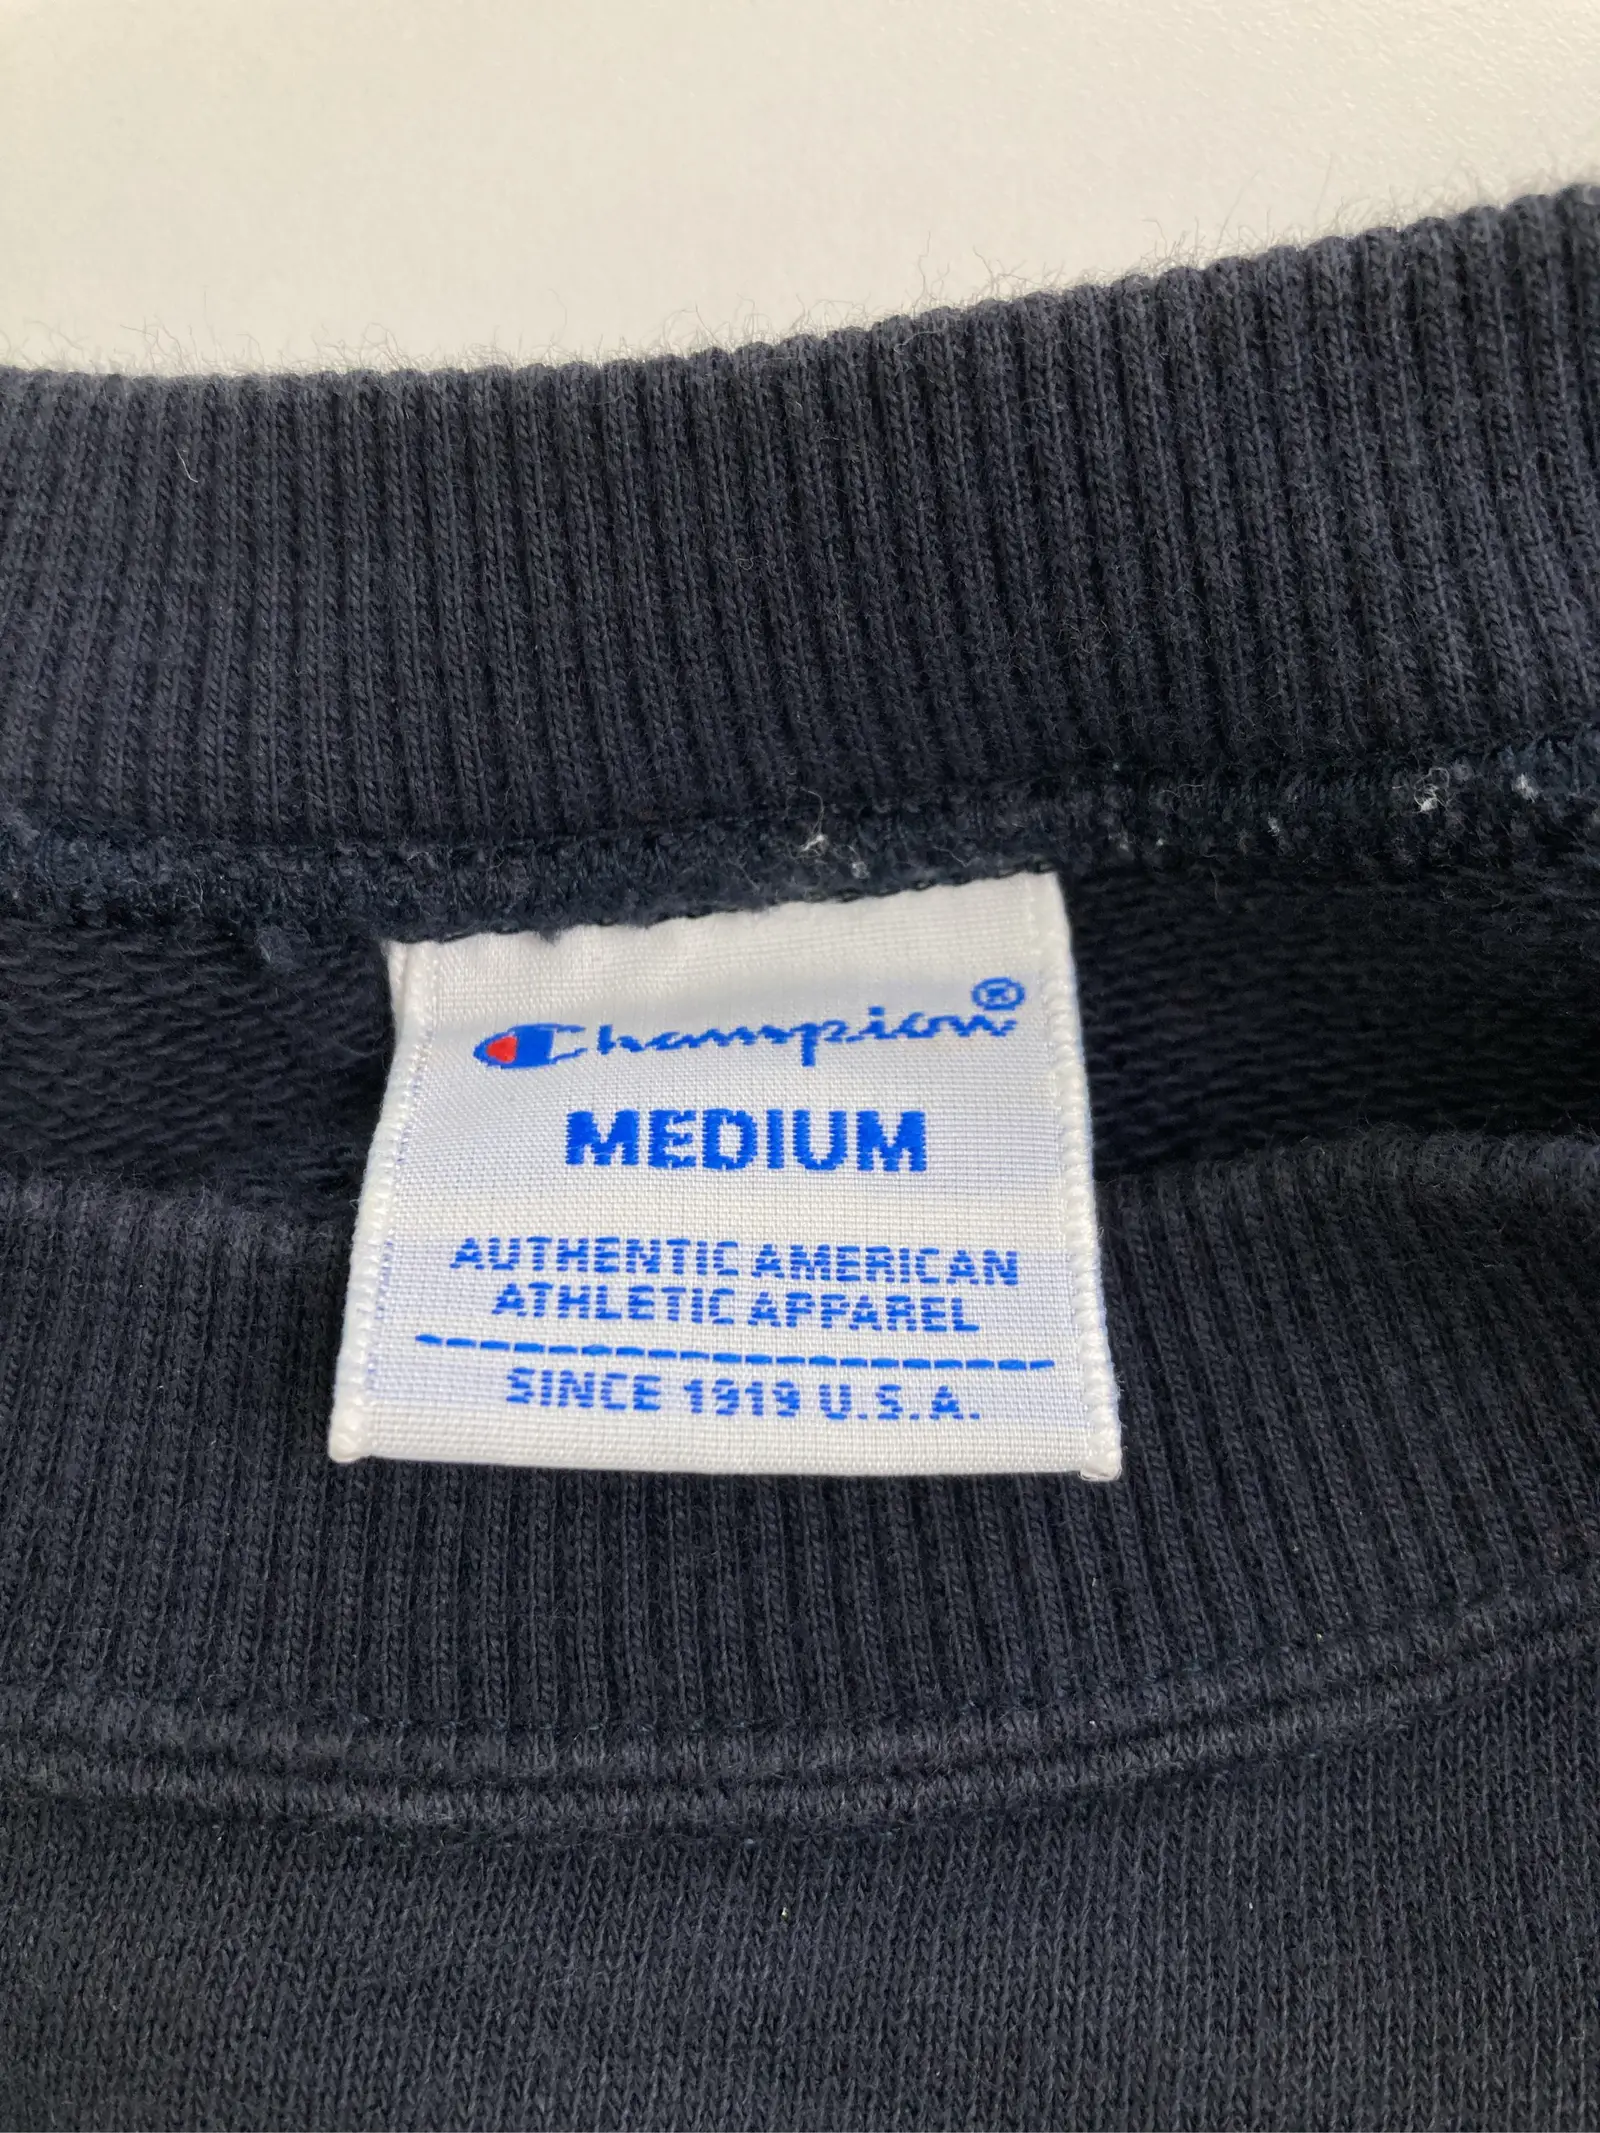 Champion®
MEDIUM
AUTHENTIC AMERICAN
ATHLETIC APPAREL
SINCE 1919 U.S.A.